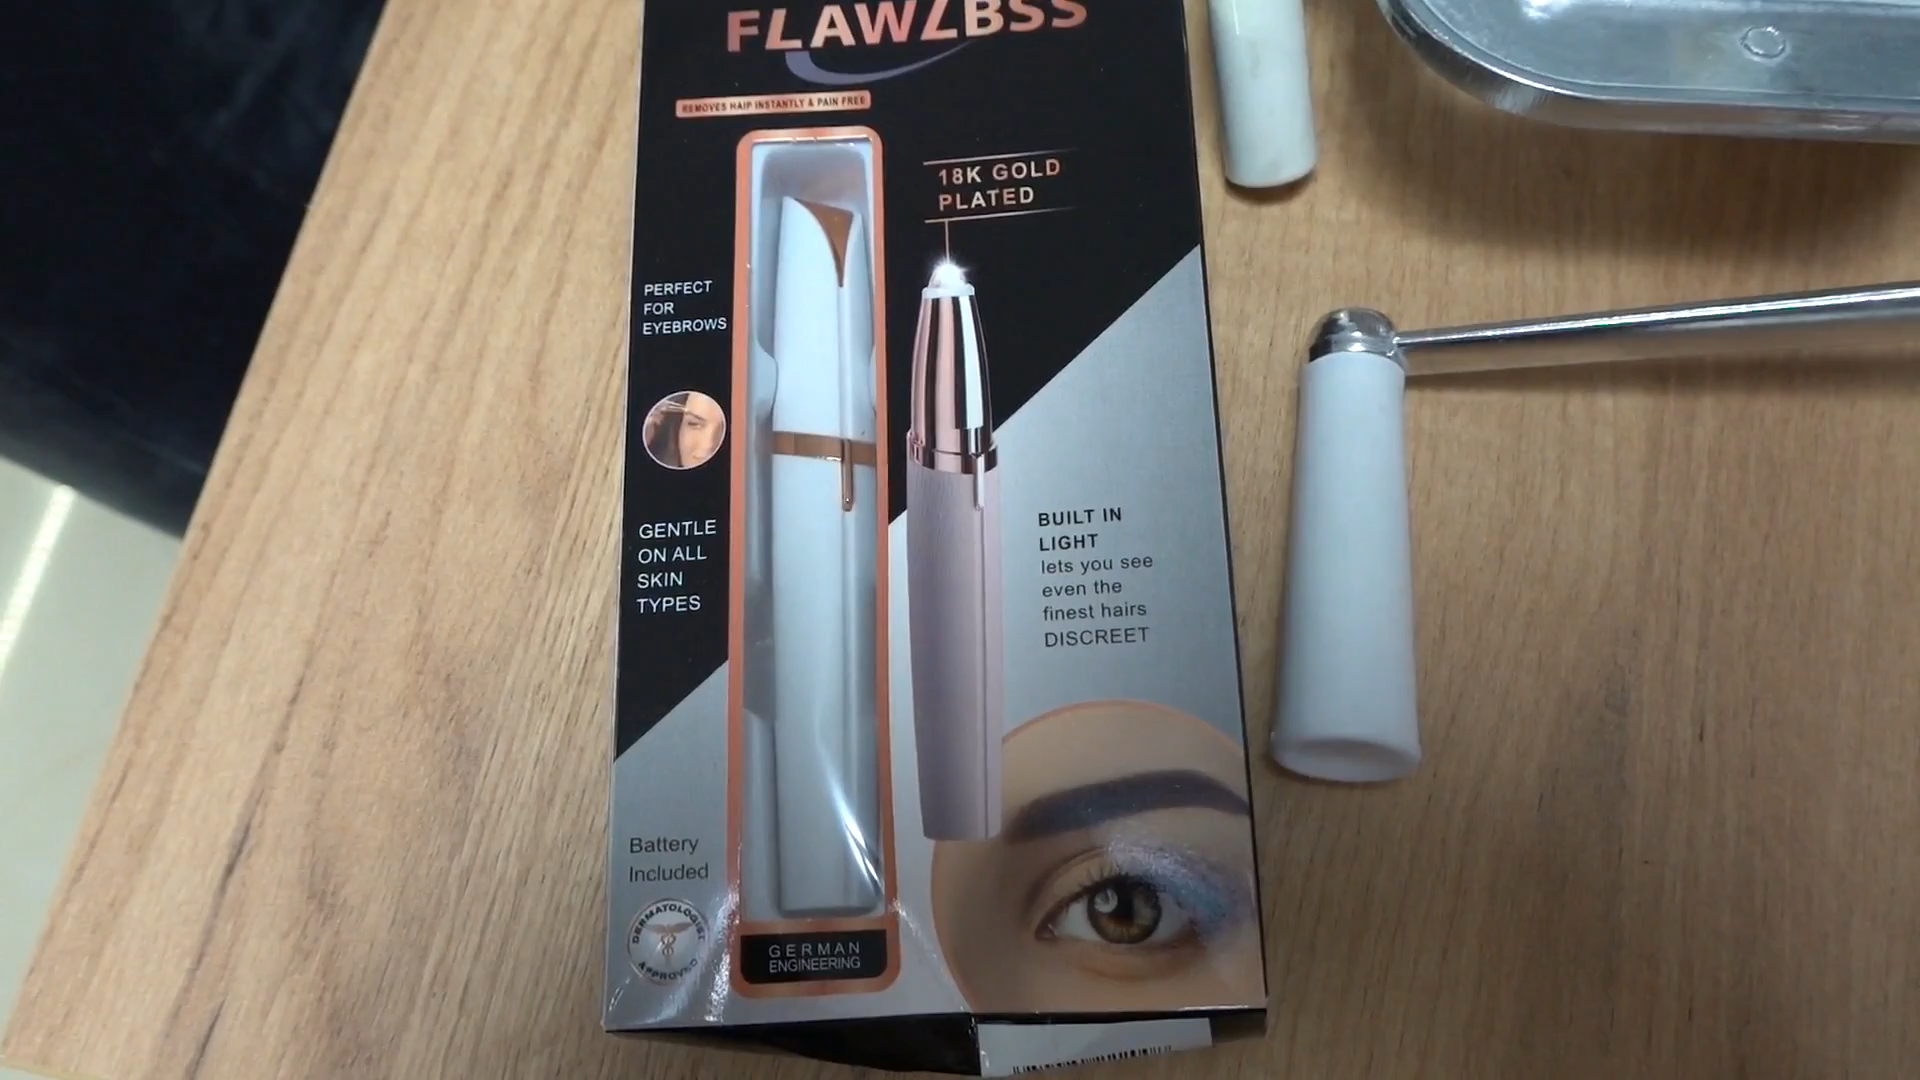 FLAWLBSS
REMOVES HAIP INSTANTLY & PAIN FREE
18K GOLD
PLATED
PERFECT
FOR
EYEBROWS
GENTLE
ON ALL
SKIN
TYPES
BUILT IN
LIGHT
lets you see
even the
finest hairs
DISCREET
Battery
Included
DERMATOLOGIST
APPROVED
GERMAN
ENGINEERING